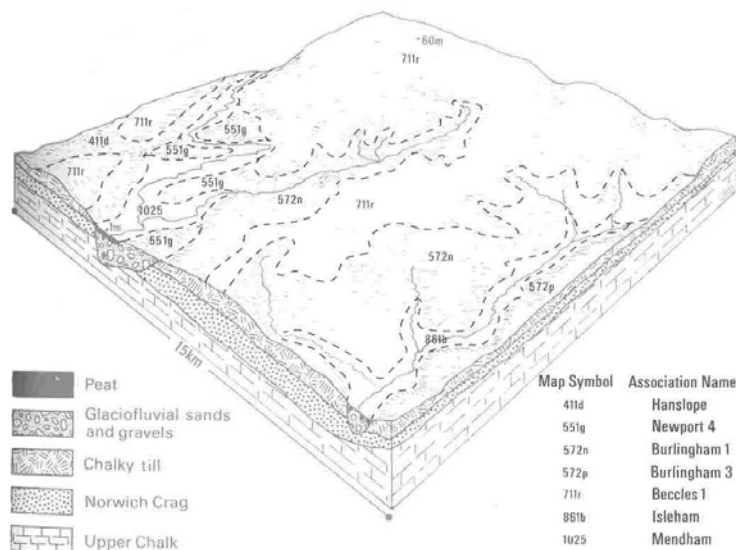 -60m
711r
711r
411d
551g
551g
711r
551g
1025
572n
711r
1m
551g
572n
572p
861b
15km
Peat
Glaciofluvial sands
and gravels
Chalky till
Norwich Crag
Upper Chalk
Map Symbol Association Name
411d Hanslope
551g Newport 4
572n Burlingham 1
572p Burlingham 3
711r Beccles 1
861b Isleham
1025 Mendham